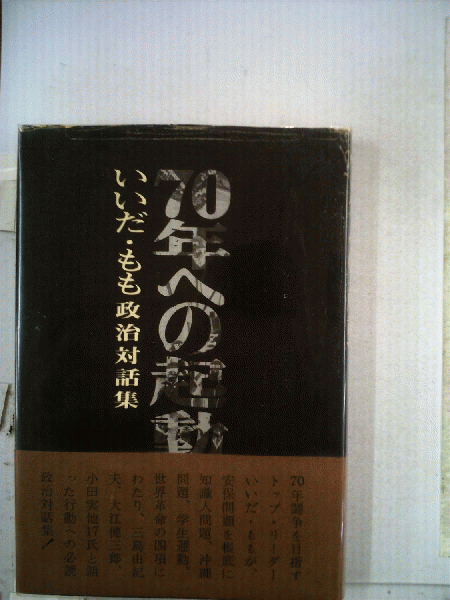 70年への起動
いいだ・もも政治対話集
70年闘争を目指す
トップ・リーダー
いいだ・ももが、
安保問題を根底に
知識人問題、沖縄
問題、学生運動、
世界革命の四項に
わたり、三島由紀
夫、大江健三郎、
小田実他17氏と語
った行動への必読
政治対話集!